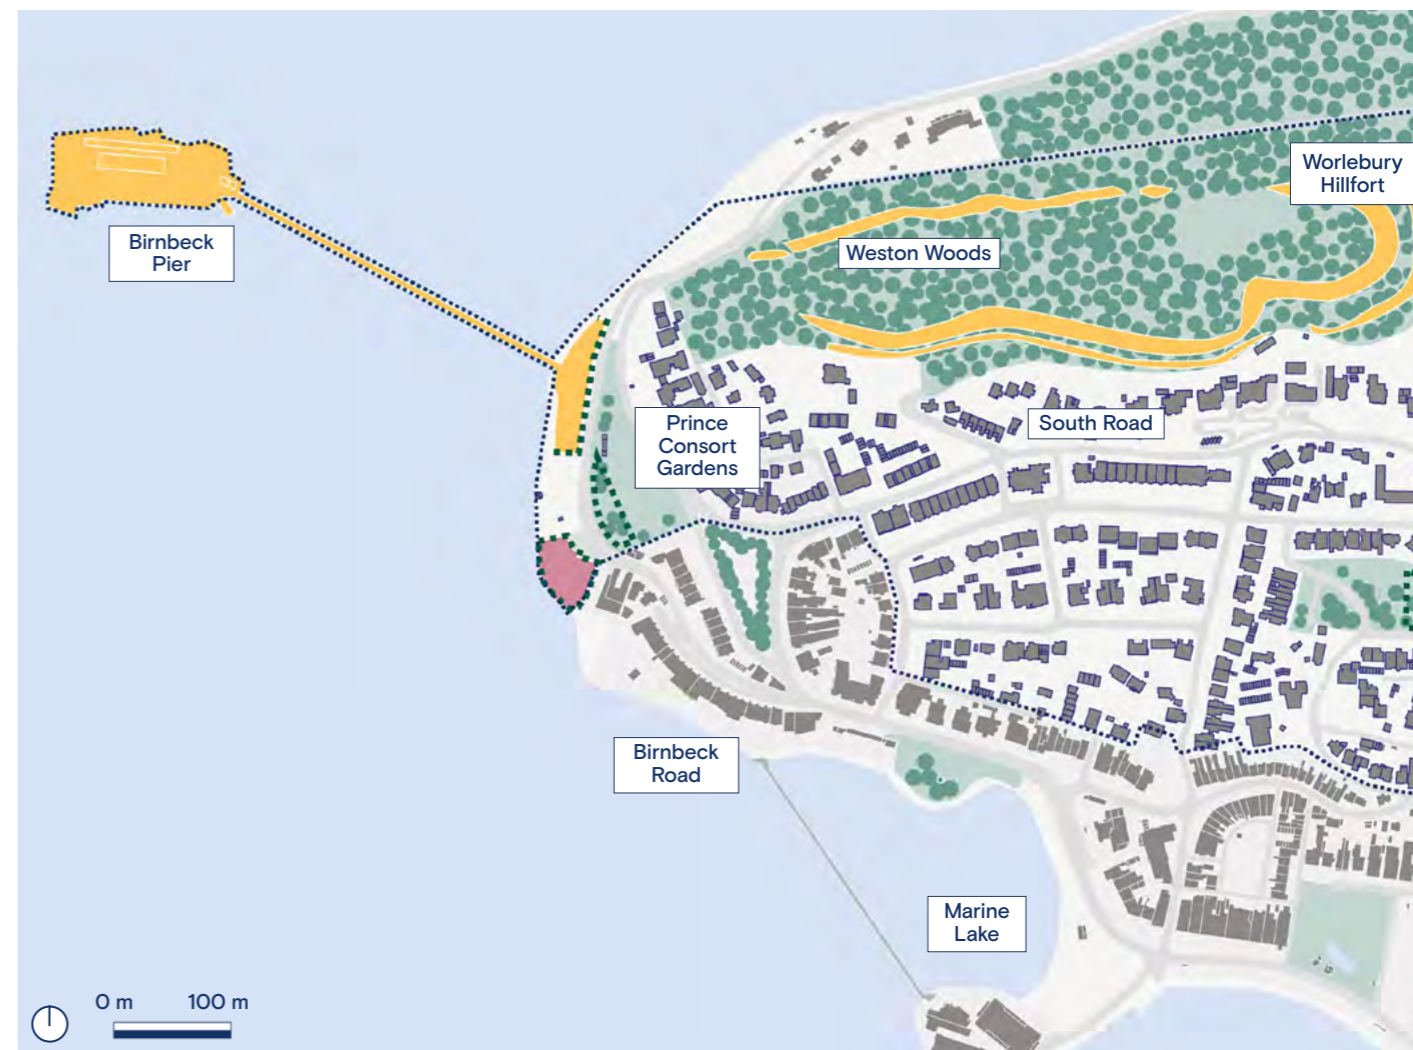 Worlebury
Hillfort
Birnbeck
Pier
Weston Woods
Prince
Consort
Gardens
South Road
Birnbeck
Road
Marine
Lake
0 m 100 m